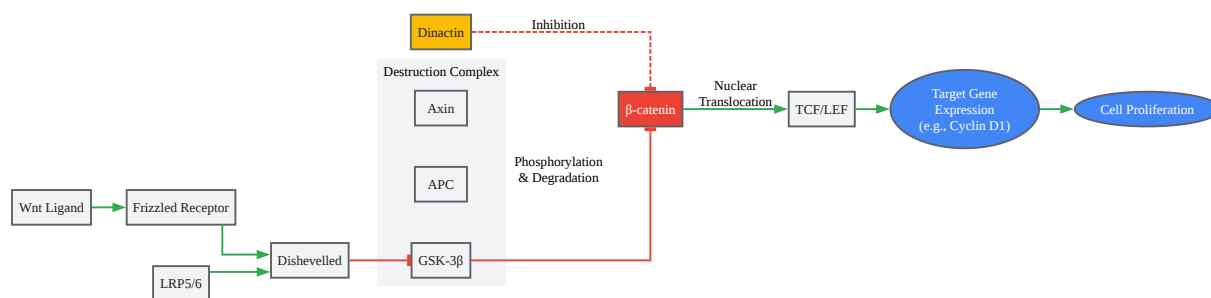 Dinactin
Inhibition
Destruction Complex
Axin
β-catenin
Nuclear
Translocation
TCF/LEF
Target Gene
Expression
(e.g., Cyclin D1)
Cell Proliferation
Phosphorylation
& Degradation
APC
Wnt Ligand
Frizzled Receptor
Dishevelled
GSK-3β
LRP5/6